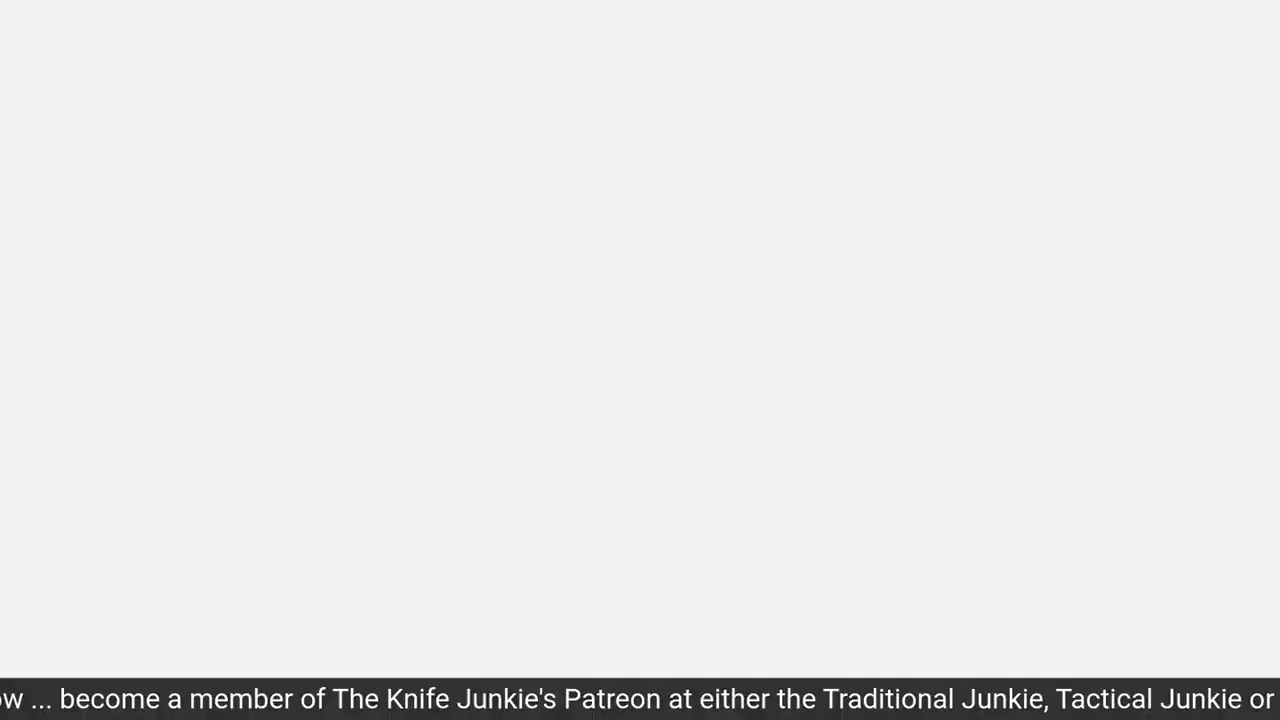 ... become a member of The Knife Junkie's Patreon at either the Traditional Junkie, Tactical Junkie or